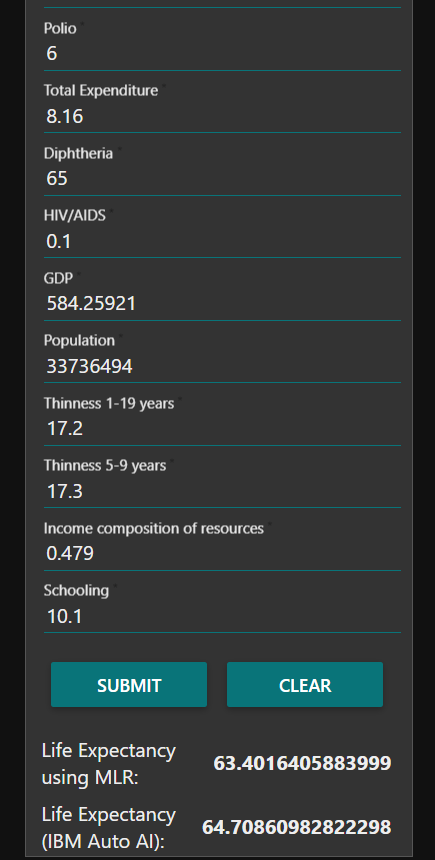 Polio *
6
Total Expenditure *
8.16
Diphtheria *
65
HIV/AIDS *
0.1
GDP *
584.25921
Population *
33736494
Thinness 1-19 years *
17.2
Thinness 5-9 years *
17.3
Income composition of resources *
0.479
Schooling *
10.1
SUBMIT CLEAR
Life Expectancy
using MLR: 63.4016405883999
Life Expectancy
(IBM Auto AI): 64.70860982822298